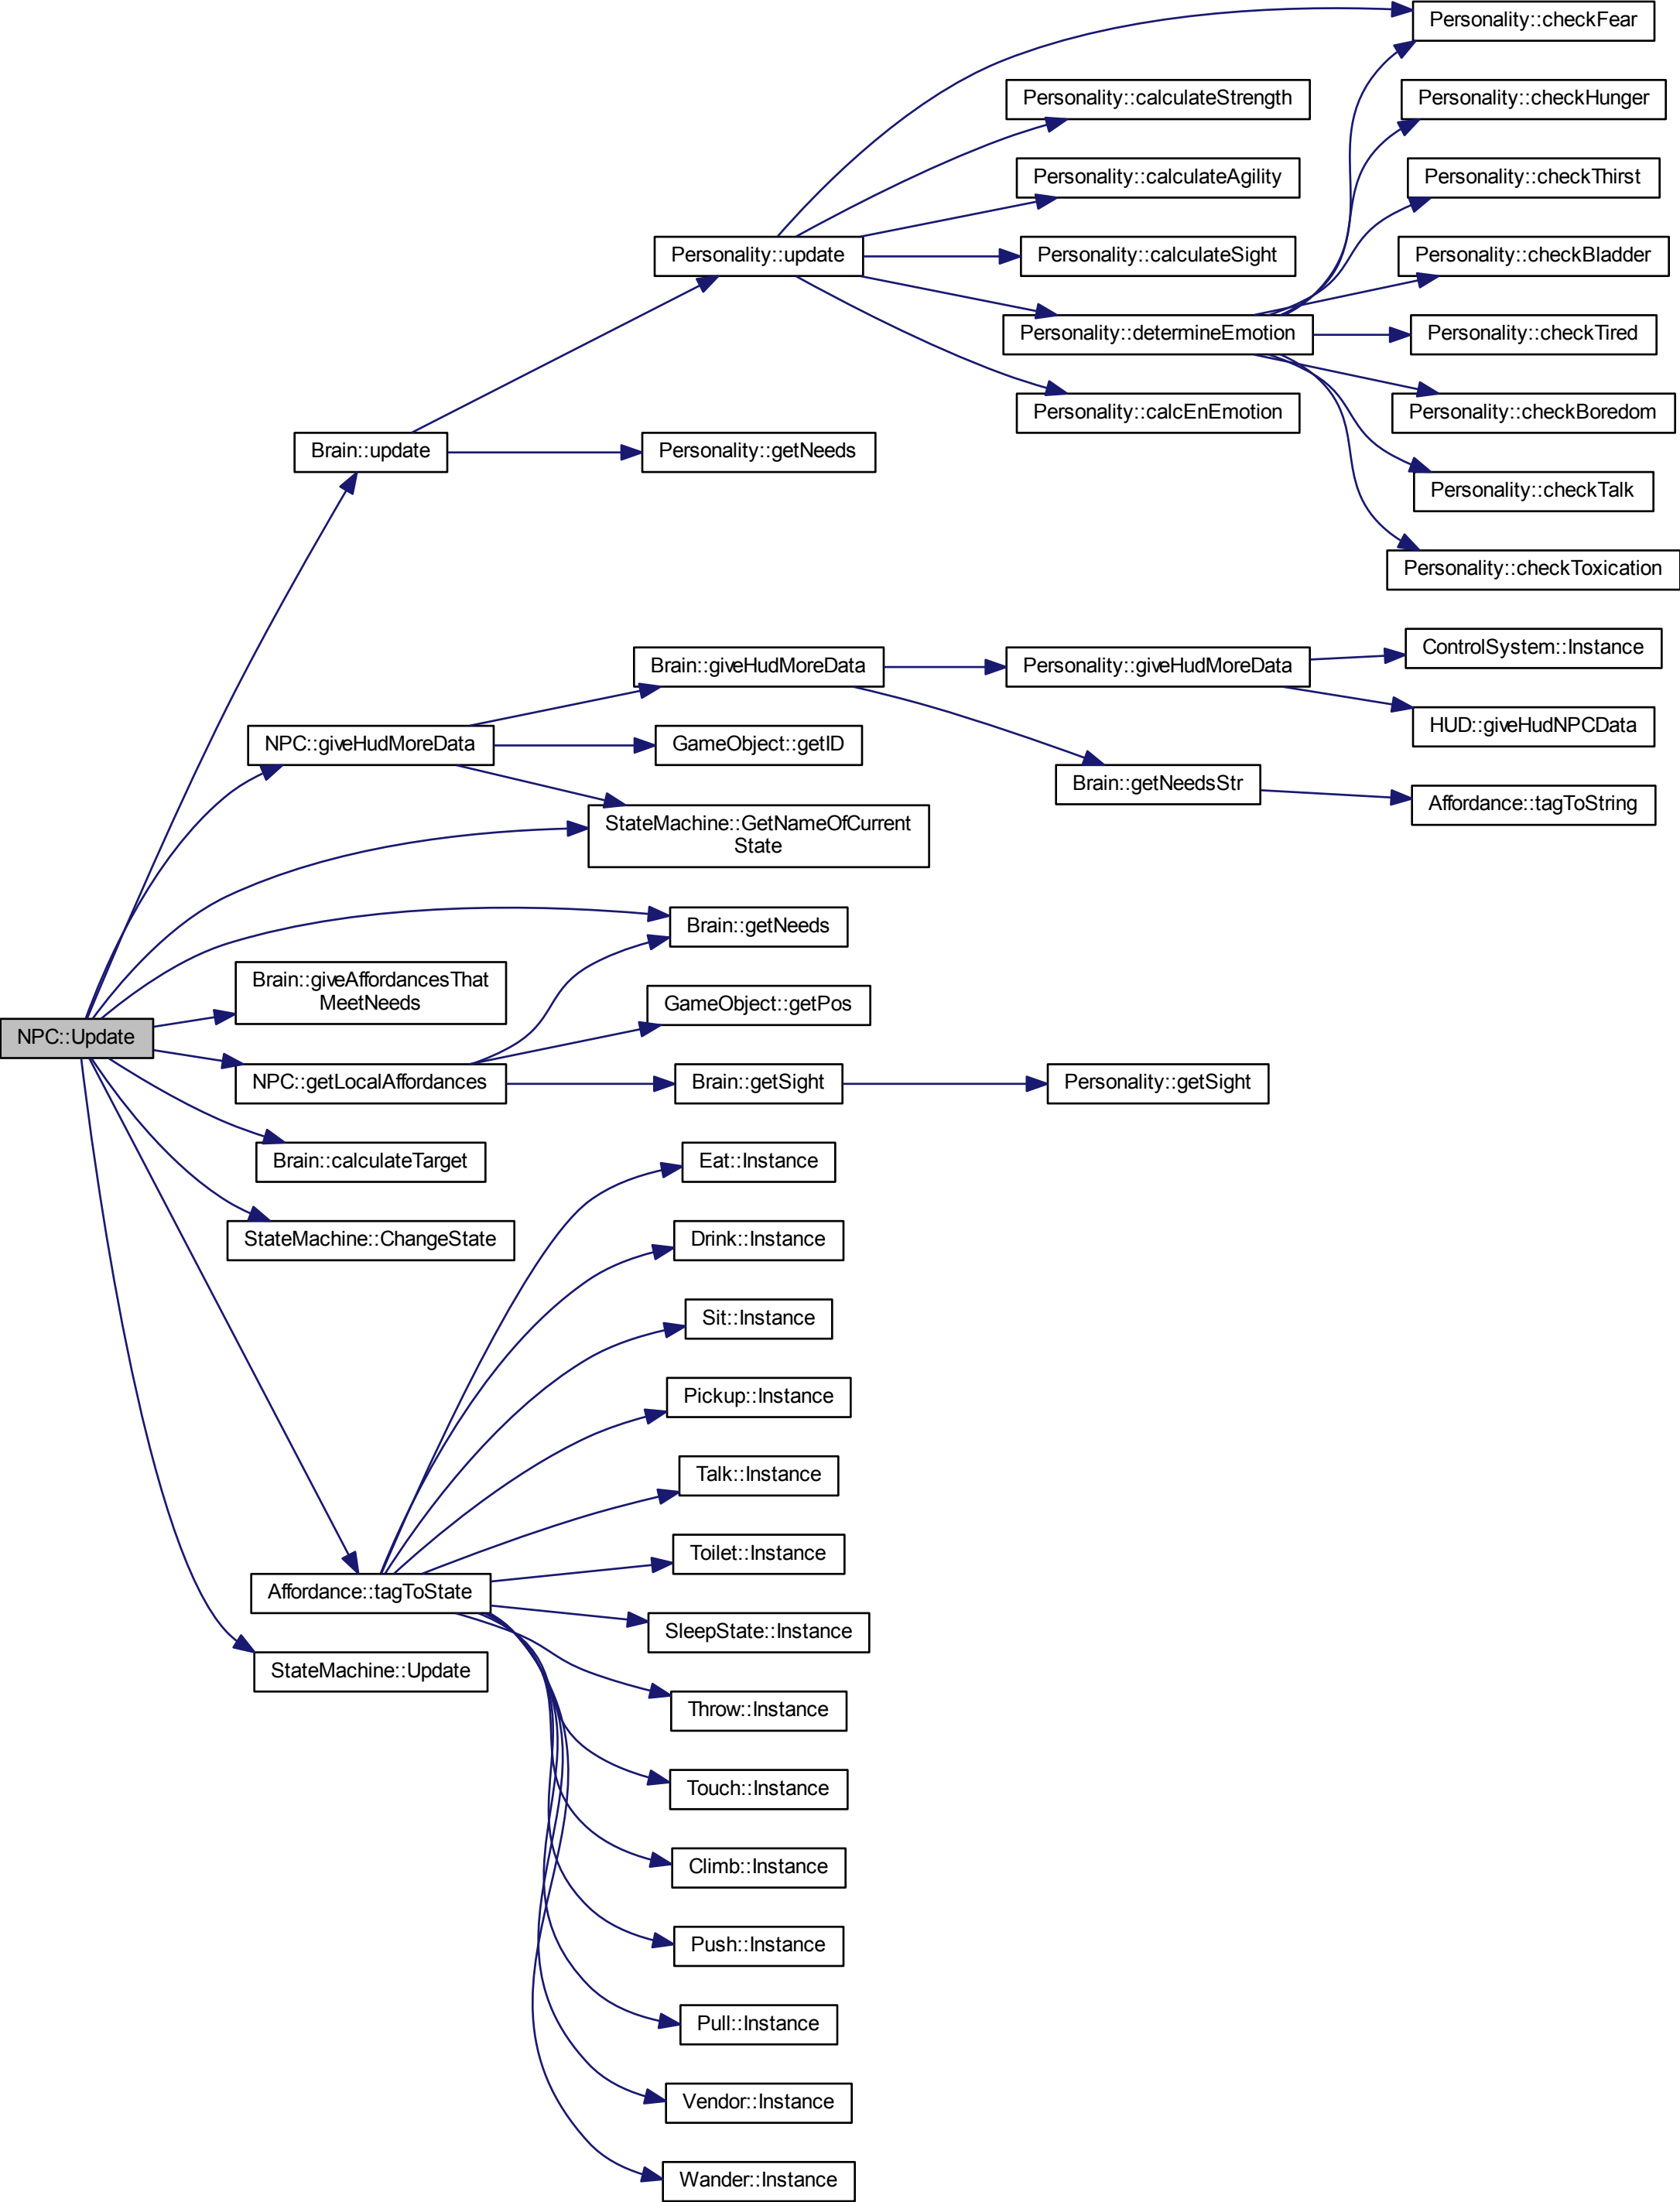 Personality::checkFear
Personality::calculateStrength
Personality::checkHunger
Personality::calculateAgility
Personality::checkThirst
Personality::update
Personality::calculateSight
Personality::checkBladder
Personality::determineEmotion
Personality::checkTired
Personality::calcEnEmotion
Personality::checkBoredom
Brain::update
Personality::getNeeds
Personality::checkTalk
Personality::checkToxication
Brain::giveHudMoreData
Personality::giveHudMoreData
ControlSystem::Instance
HUD::giveHudNPCData
NPC::giveHudMoreData
GameObject::getID
Brain::getNeedsStr
Affordance::tagToString
StateMachine::GetNameOfCurrent
State
Brain::getNeeds
Brain::giveAffordancesThat
MeetNeeds
GameObject::getPos
NPC::Update
NPC::getLocalAffordances
Brain::getSight
Personality::getSight
Brain::calculateTarget
Eat::Instance
StateMachine::ChangeState
Drink::Instance
Sit::Instance
Pickup::Instance
Talk::Instance
Toilet::Instance
Affordance::tagToState
SleepState::Instance
StateMachine::Update
Throw::Instance
Touch::Instance
Climb::Instance
Push::Instance
Pull::Instance
Vendor::Instance
Wander::Instance